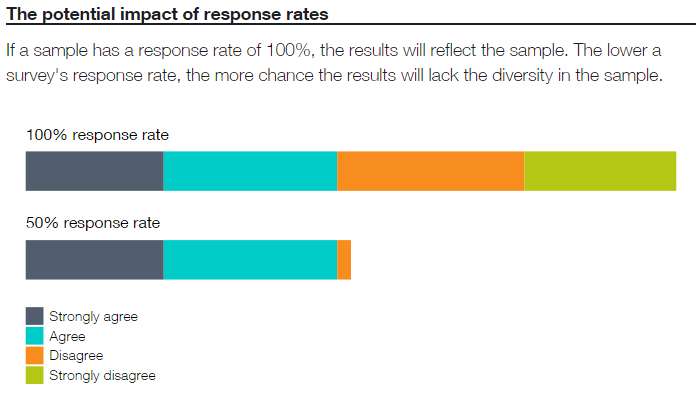 The potential impact of response rates
If a sample has a response rate of 100%, the results will reflect the sample. The lower a
survey's response rate, the more chance the results will lack the diversity in the sample.
100% response rate
50% response rate
Strongly agree
Agree
Disagree
Strongly disagree